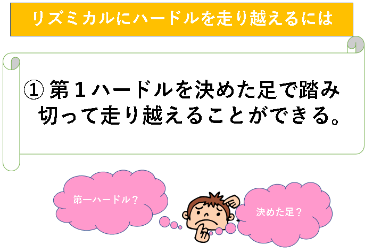 リズミカルにハードルを走り越えるには
① 第１ハードルを決めた足で踏み
切って走り越えることができる。
第一ハードル？
決めた足？